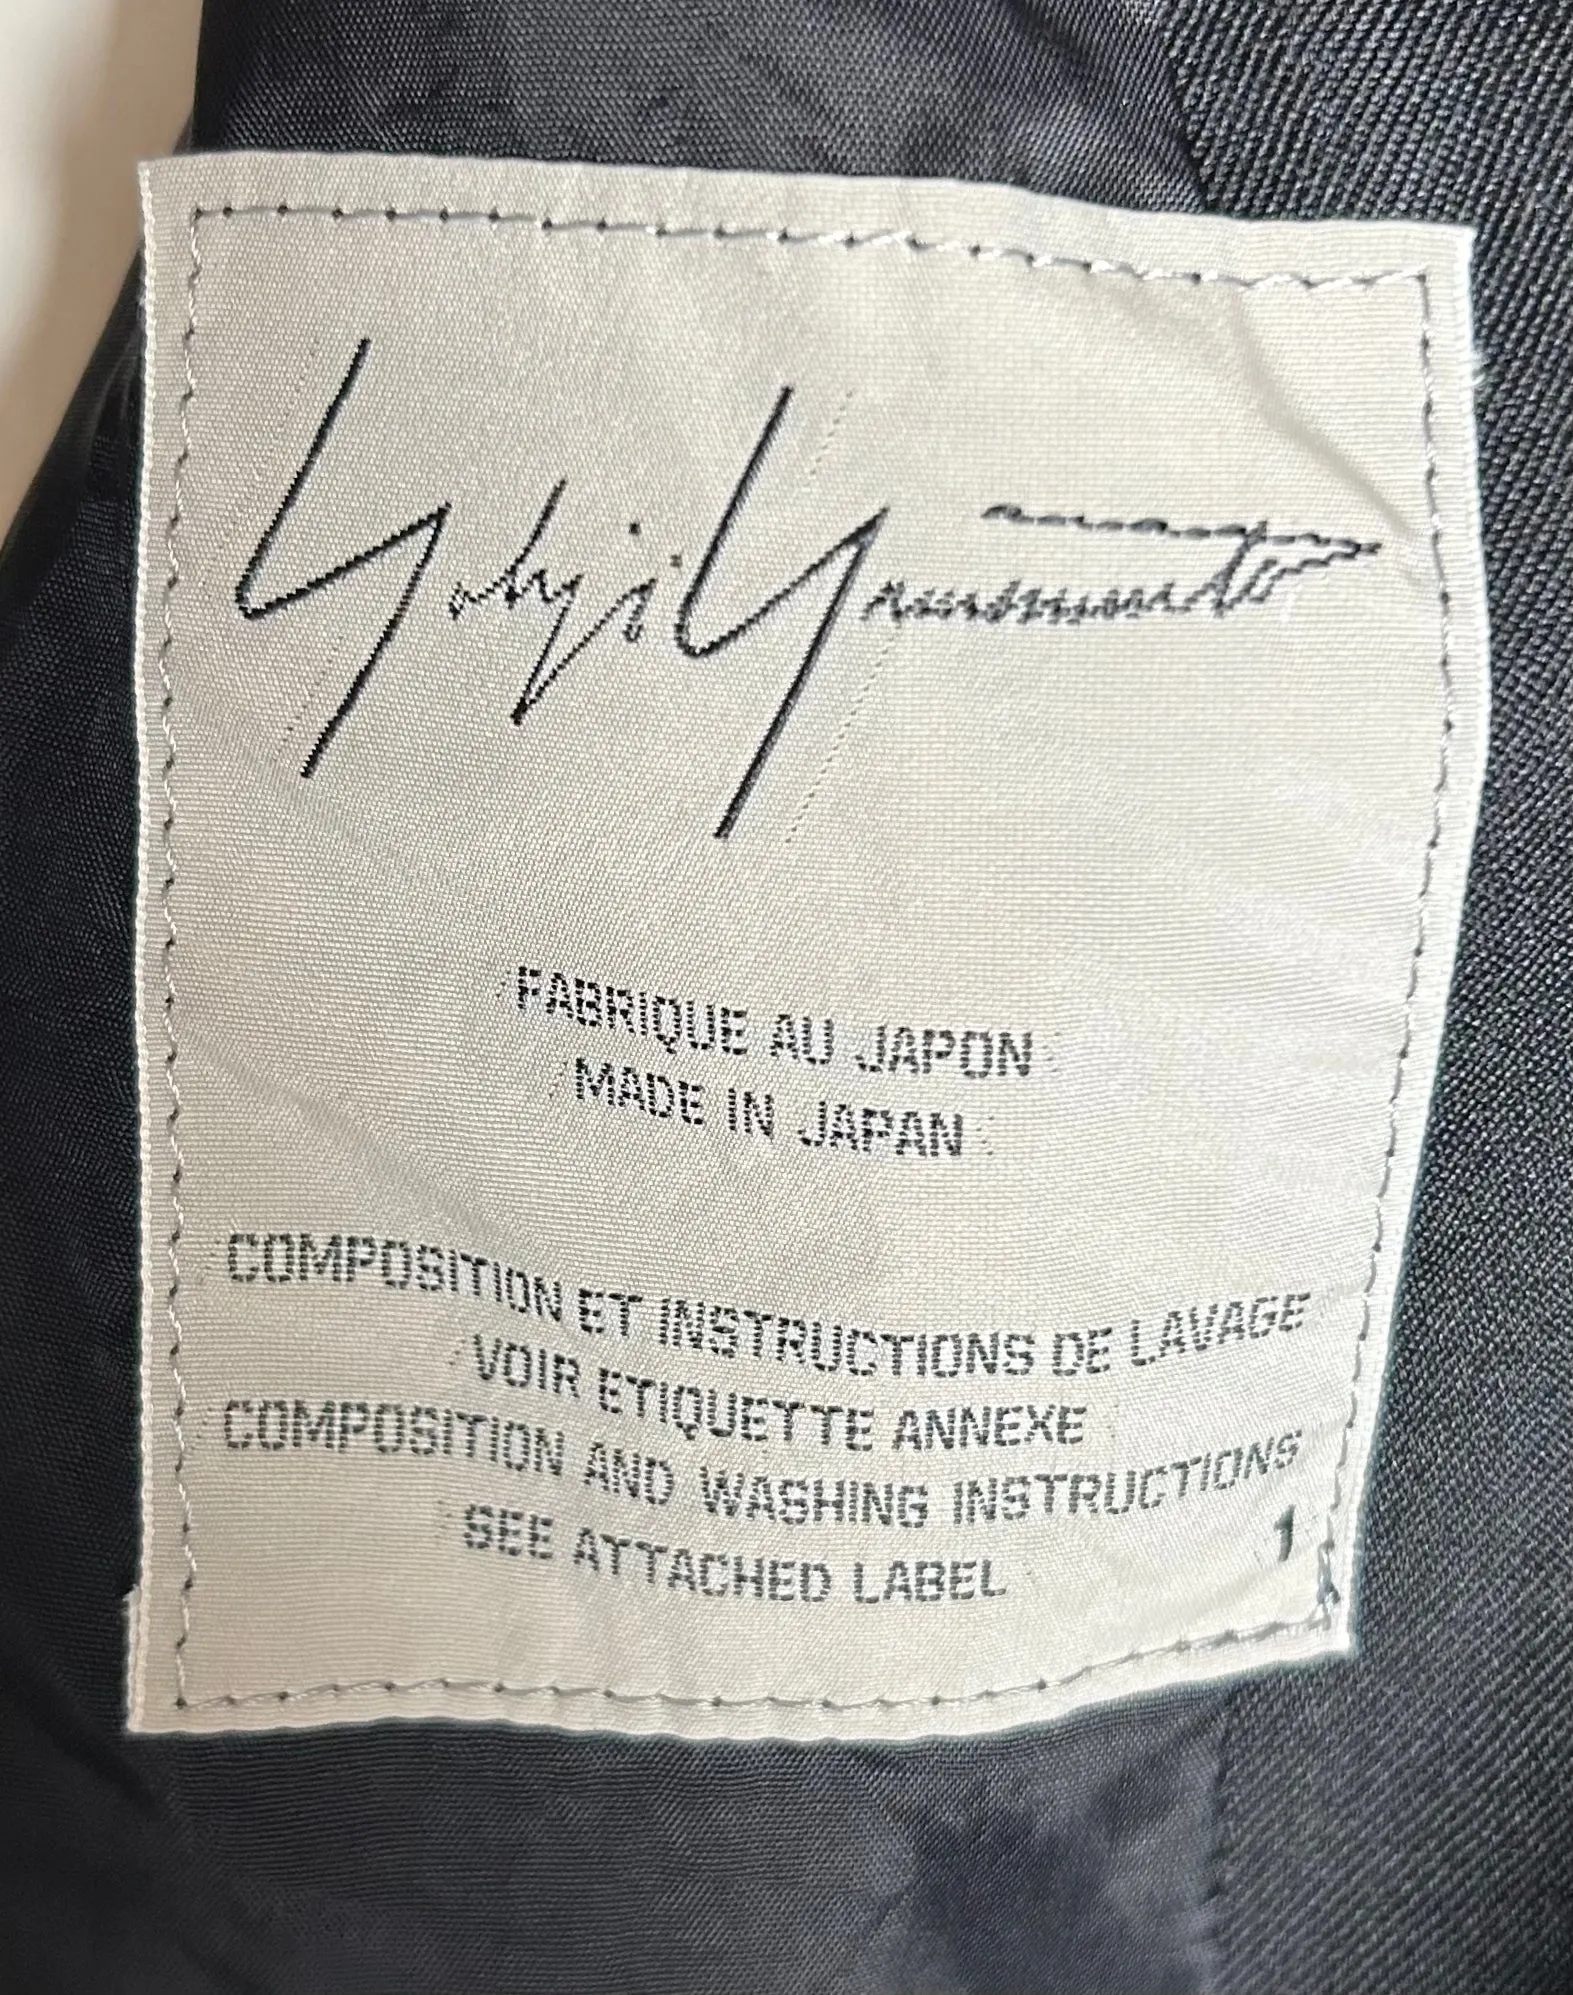 Yohji Yamamoto
FABRIQUE AU JAPON
MADE IN JAPAN
COMPOSITION ET INSTRUCTIONS DE LAVAGE
VOIR ETIQUETTE ANNEXE
COMPOSITION AND WASHING INSTRUCTIONS
SEE ATTACHED LABEL
1